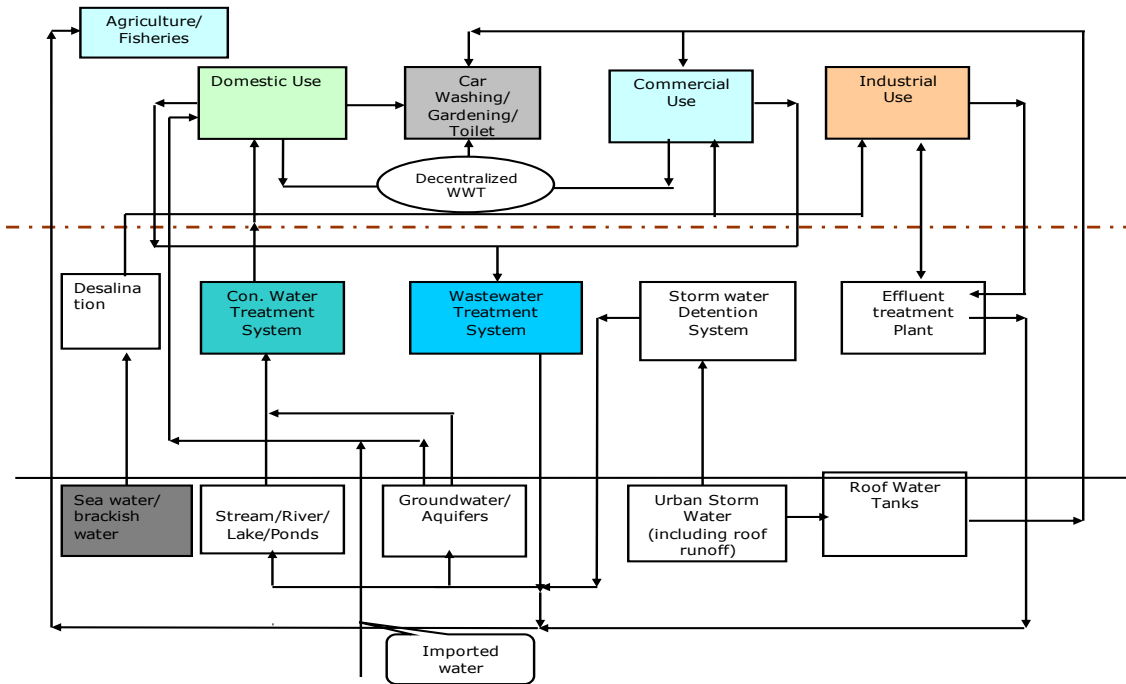 Agriculture/
Fisheries
Domestic Use
Car
Washing/
Gardening/
Toilet
Commercial
Use
Industrial
Use
Decentralized
WWT
Desalina
tion
Con. Water
Treatment
System
Wastewater
Treatment
System
Storm water
Detention
System
Effluent
treatment
Plant
Sea water/
brackish
water
Stream/River/
Lake/Ponds
Groundwater/
Aquifers
Urban Storm
Water
(including roof
runoff)
Roof Water
Tanks
Imported
water